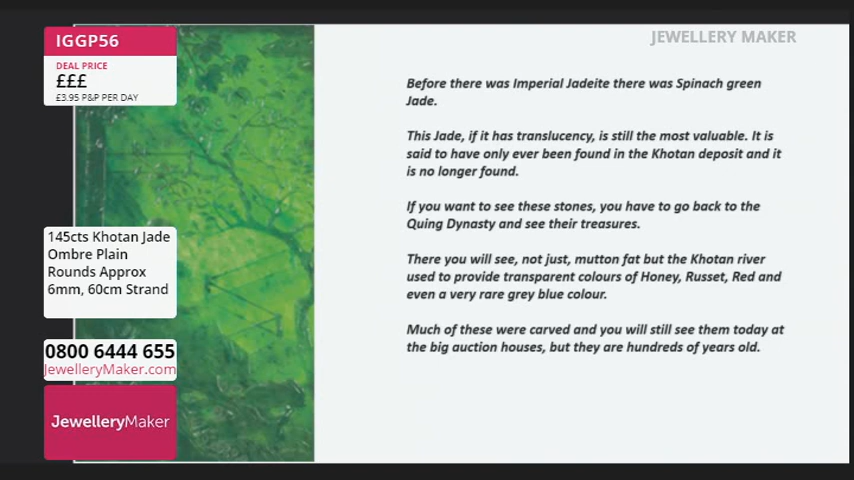 IGGP56
DEAL PRICE
£££
£3.95 P&P PER DAY
145cts Khotan Jade
Ombre Plain
Rounds Approx
6mm, 60cm Strand
0800 6444 655
JewelleryMaker.com
JewelleryMaker
JEWELLERY MAKER
Before there was Imperial Jadeite there was Spinach green
Jade.
This Jade, if it has translucency, is still the most valuable. It is
said to have only ever been found in the Khotan deposit and it
is no longer found.
If you want to see these stones, you have to go back to the
Quing Dynasty and see their treasures.
There you will see, not just, mutton fat but the Khotan river
used to provide transparent colours of Honey, Russet, Red and
even a very rare grey blue colour.
Much of these were carved and you will still see them today at
the big auction houses, but they are hundreds of years old.